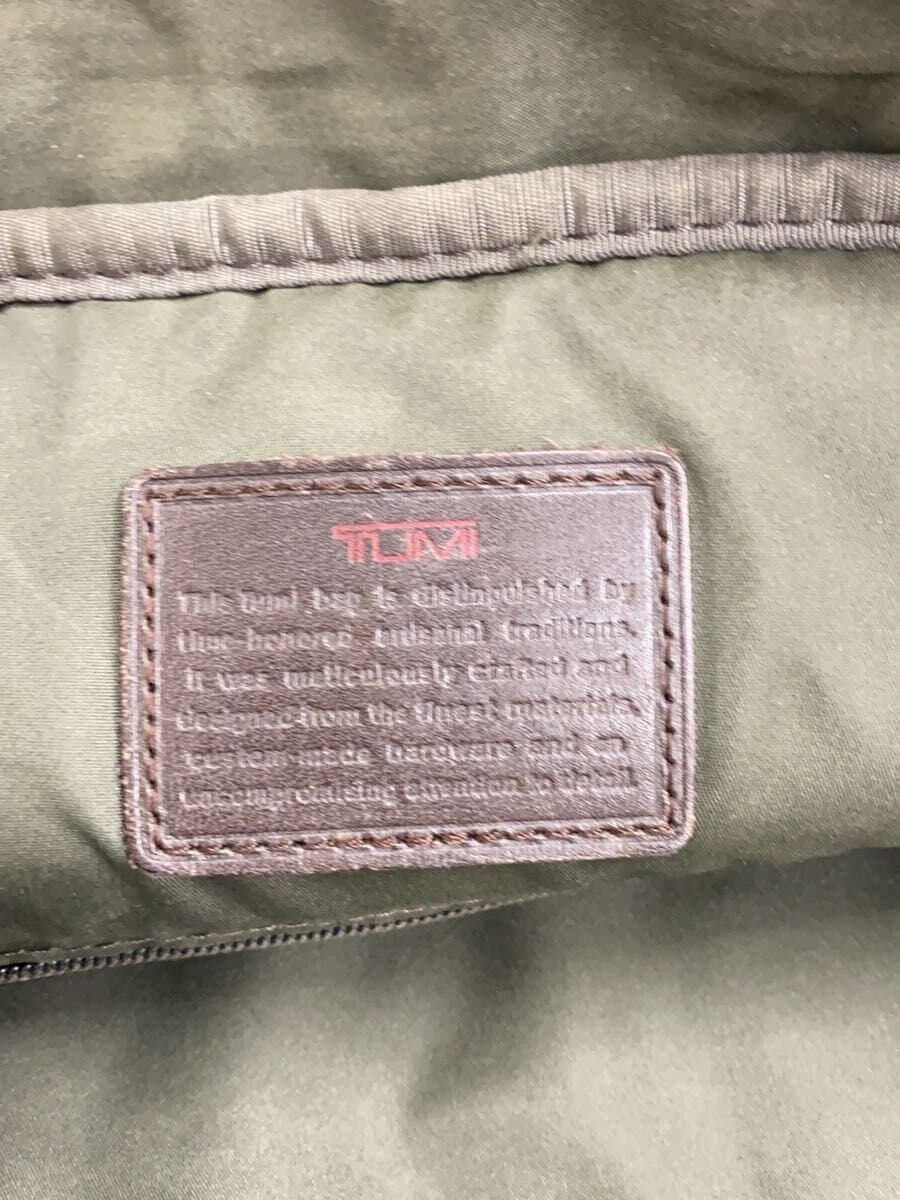 TUMI
This Tumi bag is distinguished by
time-honored artisanal traditions.
It was meticulously crafted and
designed from the finest materials,
custom-made hardware and an
uncompromising attention to detail.